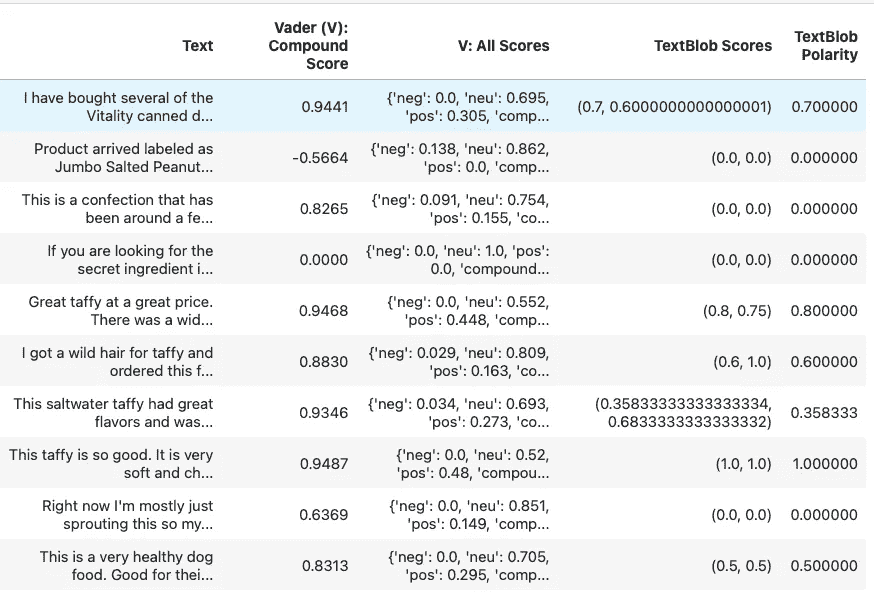 Text Vader (V): Compound Score V: All Scores TextBlob Scores TextBlob Polarity
I have bought several of the Vitality canned d... 0.9441 {'neg': 0.0, 'neu': 0.695, 'pos': 0.305, 'comp... (0.7, 0.6000000000000001) 0.700000
Product arrived labeled as Jumbo Salted Peanut... -0.5664 {'neg': 0.138, 'neu': 0.862, 'pos': 0.0, 'comp... (0.0, 0.0) 0.000000
This is a confection that has been around a fe... 0.8265 {'neg': 0.091, 'neu': 0.754, 'pos': 0.155, 'co... (0.0, 0.0) 0.000000
If you are looking for the secret ingredient i... 0.0000 {'neg': 0.0, 'neu': 1.0, 'pos': 0.0, 'compound... (0.0, 0.0) 0.000000
Great taffy at a great price. There was a wid... 0.9468 {'neg': 0.0, 'neu': 0.552, 'pos': 0.448, 'comp... (0.8, 0.75) 0.800000
I got a wild hair for taffy and ordered this f... 0.8830 {'neg': 0.029, 'neu': 0.809, 'pos': 0.163, 'co... (0.6, 1.0) 0.600000
This saltwater taffy had great flavors and was... 0.9346 {'neg': 0.034, 'neu': 0.693, 'pos': 0.273, 'co... (0.35833333333333334, 0.6833333333333332) 0.358333
This taffy is so good. It is very soft and ch... 0.9487 {'neg': 0.0, 'neu': 0.52, 'pos': 0.48, 'compou... (1.0, 1.0) 1.000000
Right now I'm mostly just sprouting this so my... 0.6369 {'neg': 0.0, 'neu': 0.851, 'pos': 0.149, 'comp... (0.0, 0.0) 0.000000
This is a very healthy dog food. Good for thei... 0.8313 {'neg': 0.0, 'neu': 0.705, 'pos': 0.295, 'comp... (0.5, 0.5) 0.500000